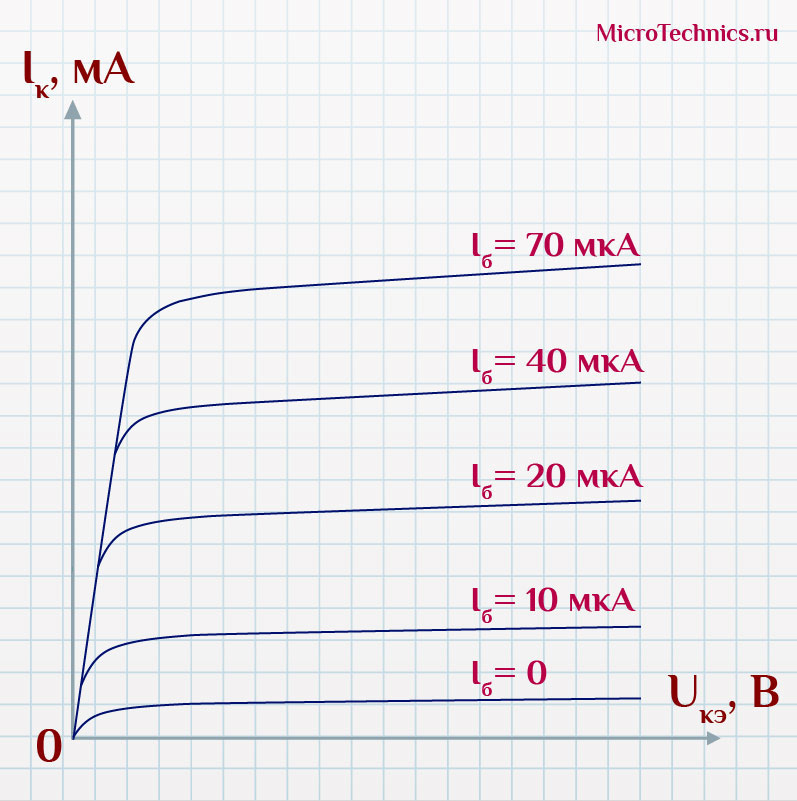 MicroTechnics.ru
Iк, мА
Iб = 70 мкА
Iб = 40 мкА
Iб = 20 мкА
Iб = 10 мкА
Iб = 0
Uкэ, В
0